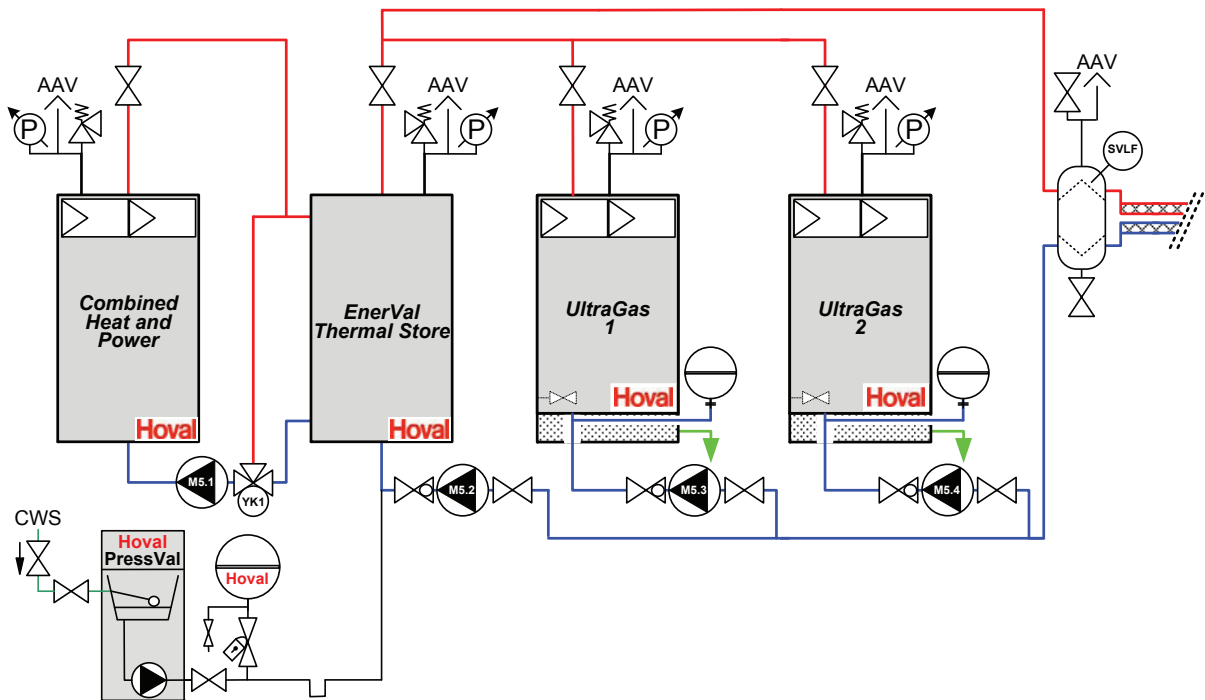 AAV
AAV
AAV
AAV
AAV
P
P
P
P
SVLF
Combined
Heat and
Power
Hoval
EnerVal
Thermal Store
Hoval
UltraGas
1
Hoval
UltraGas
2
Hoval
M5.1
YK1
M5.2
M5.3
M5.4
CWS
Hoval
PressVal
Hoval